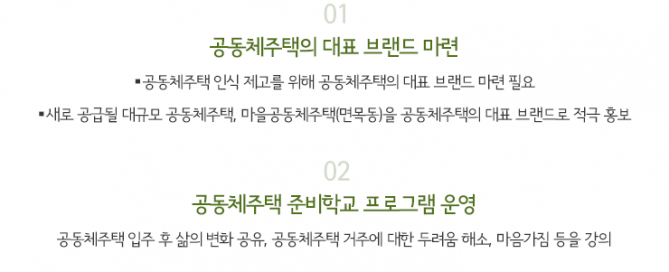 01
공동체주택의 대표 브랜드 마련
▪공동체주택 인식 제고를 위해 공동체주택의 대표 브랜드 마련 필요
▪새로 공급될 대규모 공동체주택, 마을공동체주택(면목동)을 공동체주택의 대표 브랜드로 적극 홍보
02
공동체주택 준비학교 프로그램 운영
공동체주택 입주 후 삶의 변화 공유, 공동체주택 거주에 대한 두려움 해소, 마음가짐 등을 강의